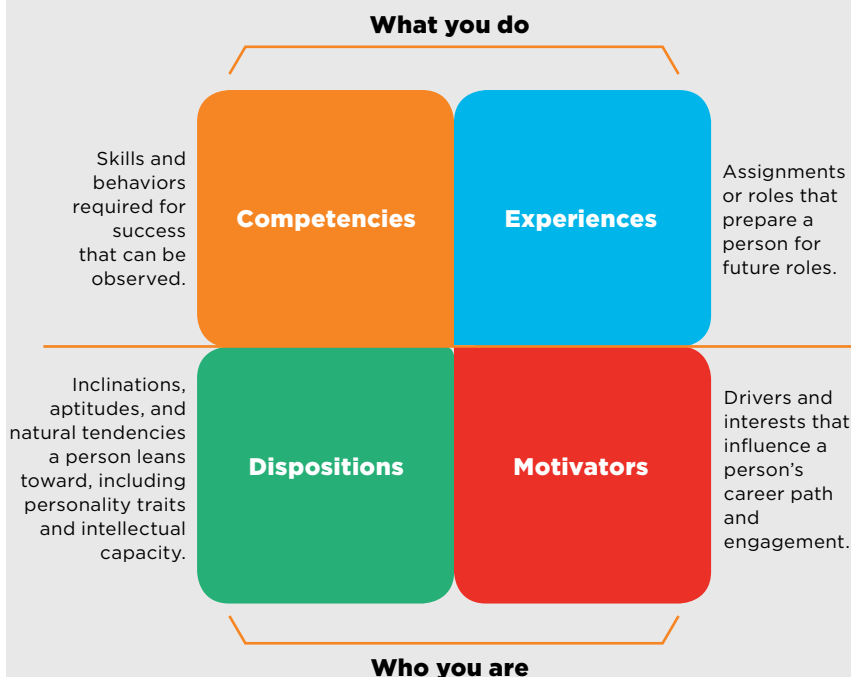 What you do
Skills and
behaviors
required for
success
that can be
observed.
Competencies
Experiences
Assignments
or roles that
prepare a
person for
future roles.
Inclinations,
aptitudes, and
natural tendencies
a person leans
toward, including
personality traits
and intellectual
capacity.
Dispositions
Motivators
Drivers and
interests that
influence a
person’s
career path
and
engagement.
Who you are